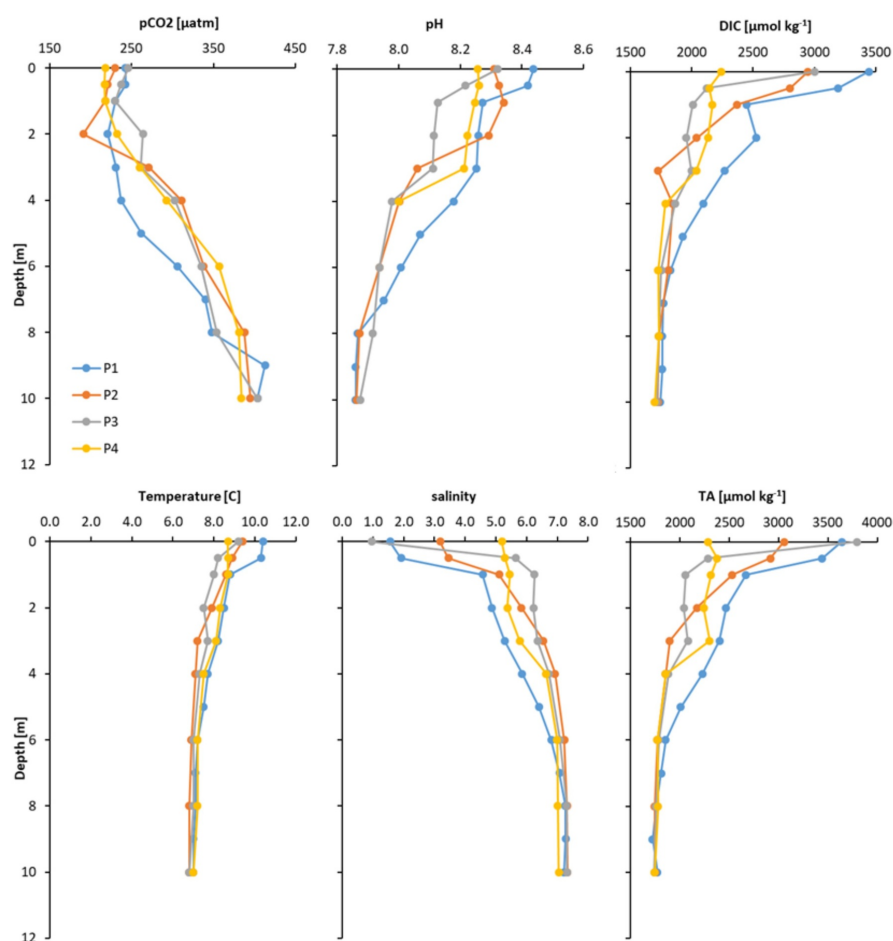 pCO2 [µatm] pH DIC [µmol kg⁻¹]
150 250 350 450 7.8 8.0 8.2 8.4 8.6 1500 2000 2500 3000 3500
0
2
4
Depth [m]
6
8
10
12
P1
P2
P3
P4
Temperature [C] salinity TA [µmol kg⁻¹]
0.0 2.0 4.0 6.0 8.0 10.0 12.0 0.0 1.0 2.0 3.0 4.0 5.0 6.0 7.0 8.0 1500 2000 2500 3000 3500 4000
0
2
4
Depth [m]
6
8
10
12